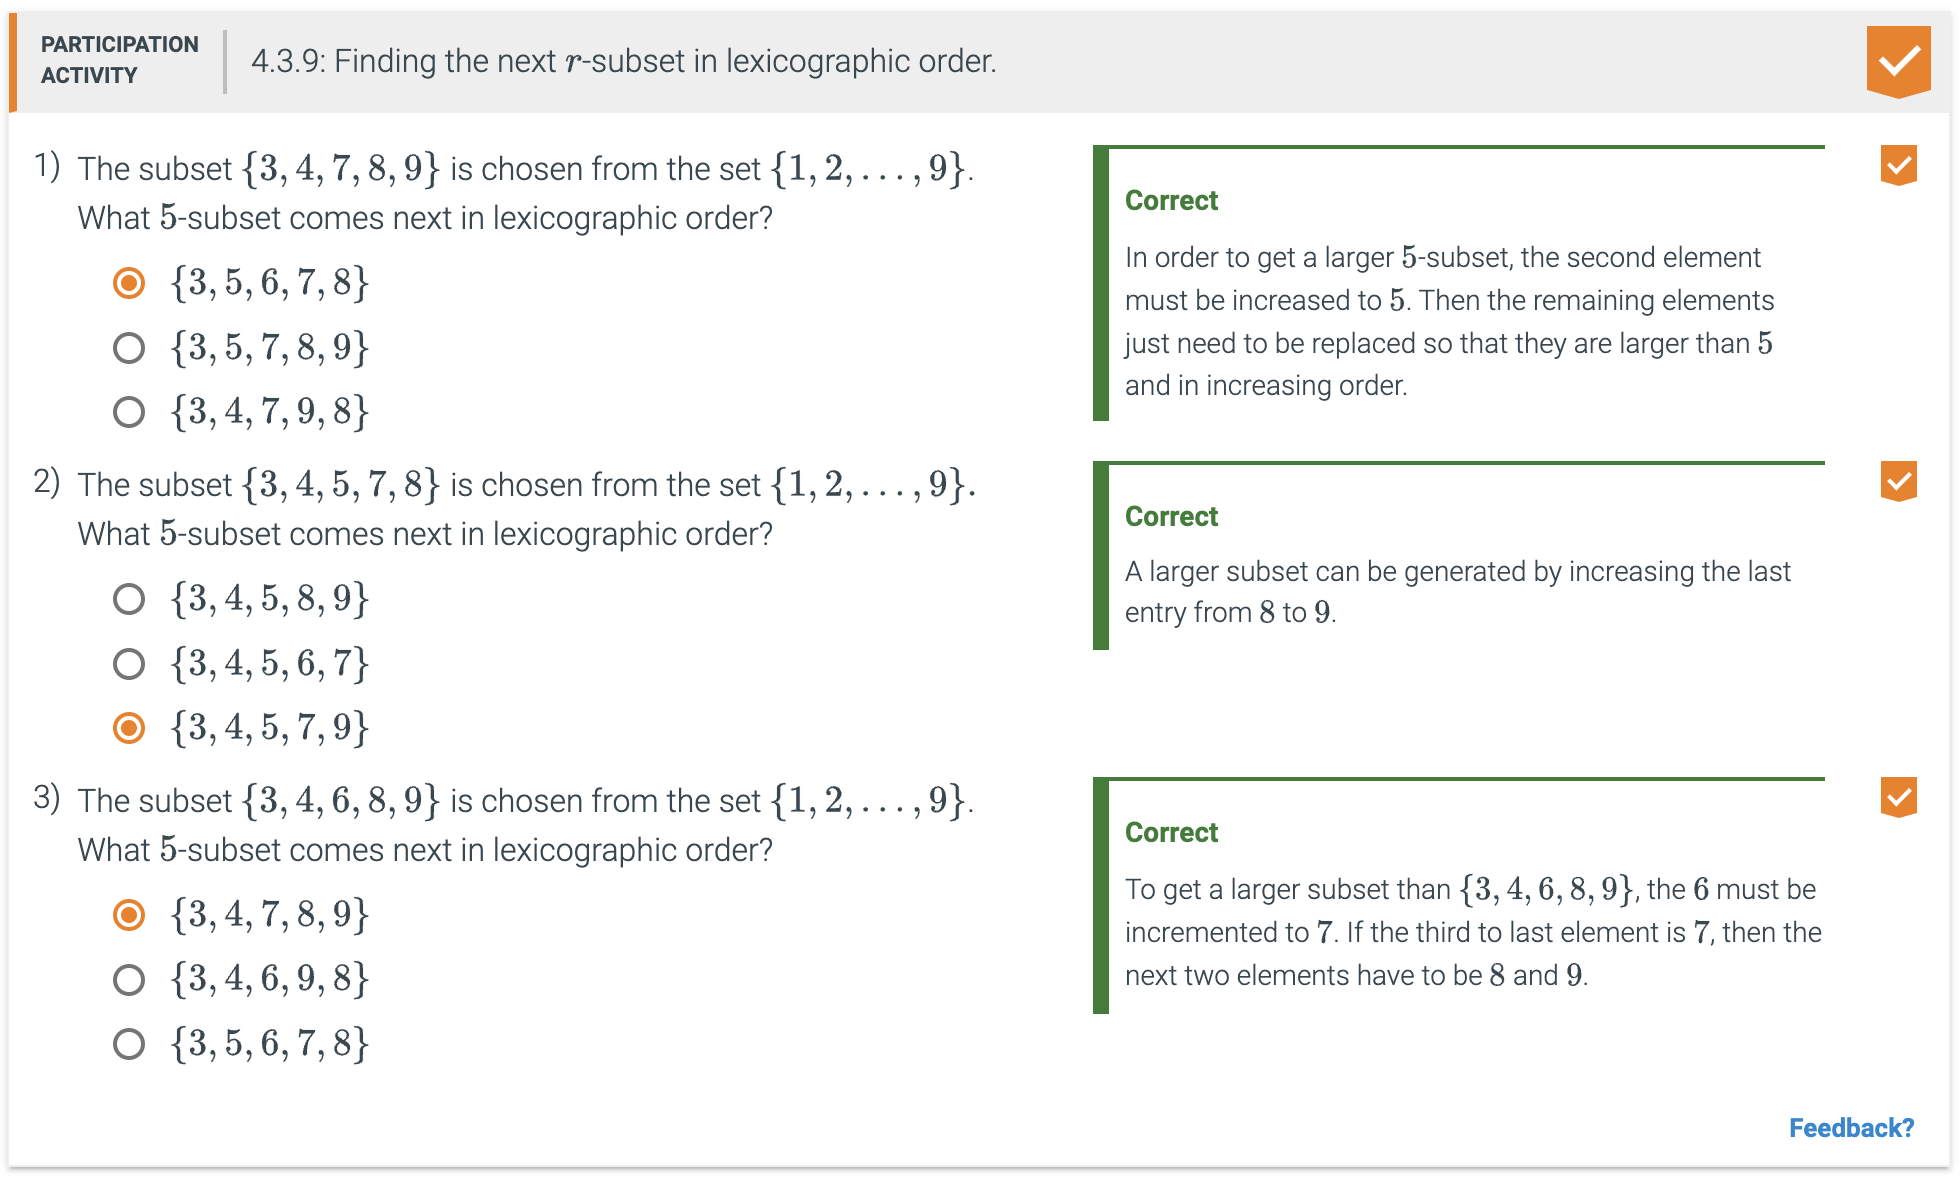 PARTICIPATION
ACTIVITY
4.3.9: Finding the next r-subset in lexicographic order.
1) The subset {3, 4, 7, 8, 9} is chosen from the set {1, 2, . . . , 9}.
What 5-subset comes next in lexicographic order?
{3, 5, 6, 7, 8}
{3, 5, 7, 8, 9}
{3, 4, 7, 9, 8}
Correct
In order to get a larger 5-subset, the second element
must be increased to 5. Then the remaining elements
just need to be replaced so that they are larger than 5
and in increasing order.
2) The subset {3, 4, 5, 7, 8} is chosen from the set {1, 2, . . . , 9}.
What 5-subset comes next in lexicographic order?
{3, 4, 5, 8, 9}
{3, 4, 5, 6, 7}
{3, 4, 5, 7, 9}
Correct
A larger subset can be generated by increasing the last
entry from 8 to 9.
3) The subset {3, 4, 6, 8, 9} is chosen from the set {1, 2, . . . , 9}.
What 5-subset comes next in lexicographic order?
{3, 4, 7, 8, 9}
{3, 4, 6, 9, 8}
{3, 5, 6, 7, 8}
Correct
To get a larger subset than {3, 4, 6, 8, 9}, the 6 must be
incremented to 7. If the third to last element is 7, then the
next two elements have to be 8 and 9.
Feedback?